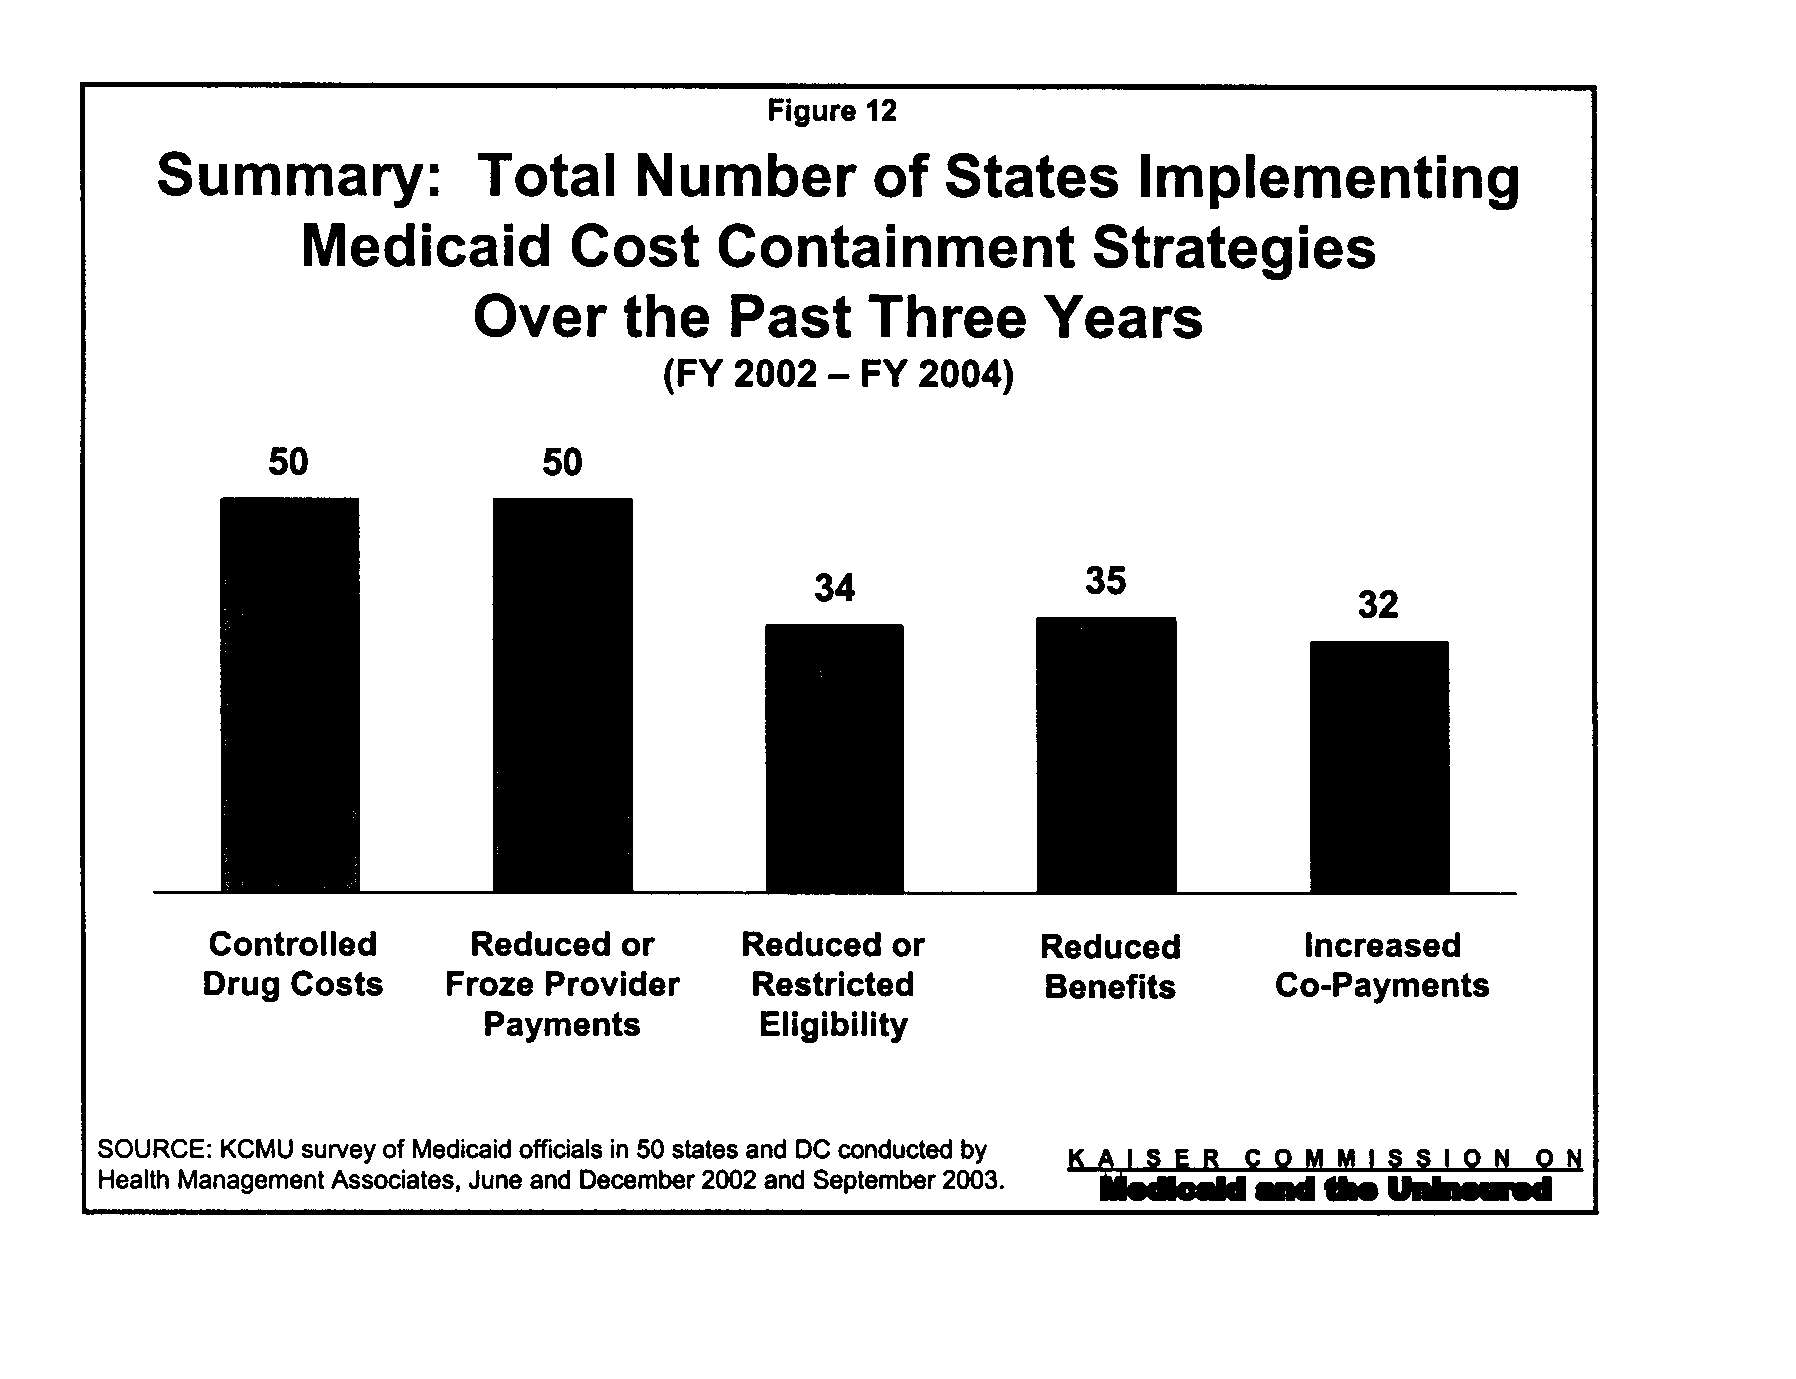 Figure 12
Summary: Total Number of States Implementing
Medicaid Cost Containment Strategies
Over the Past Three Years
(FY 2002 – FY 2004)
50
50
34
35
32
Controlled
Drug Costs
Reduced or
Froze Provider
Payments
Reduced or
Restricted
Eligibility
Reduced
Benefits
Increased
Co-Payments
SOURCE: KCMU survey of Medicaid officials in 50 states and DC conducted by
Health Management Associates, June and December 2002 and September 2003.
KAISER COMMISSION ON
Medicaid and the Uninsured